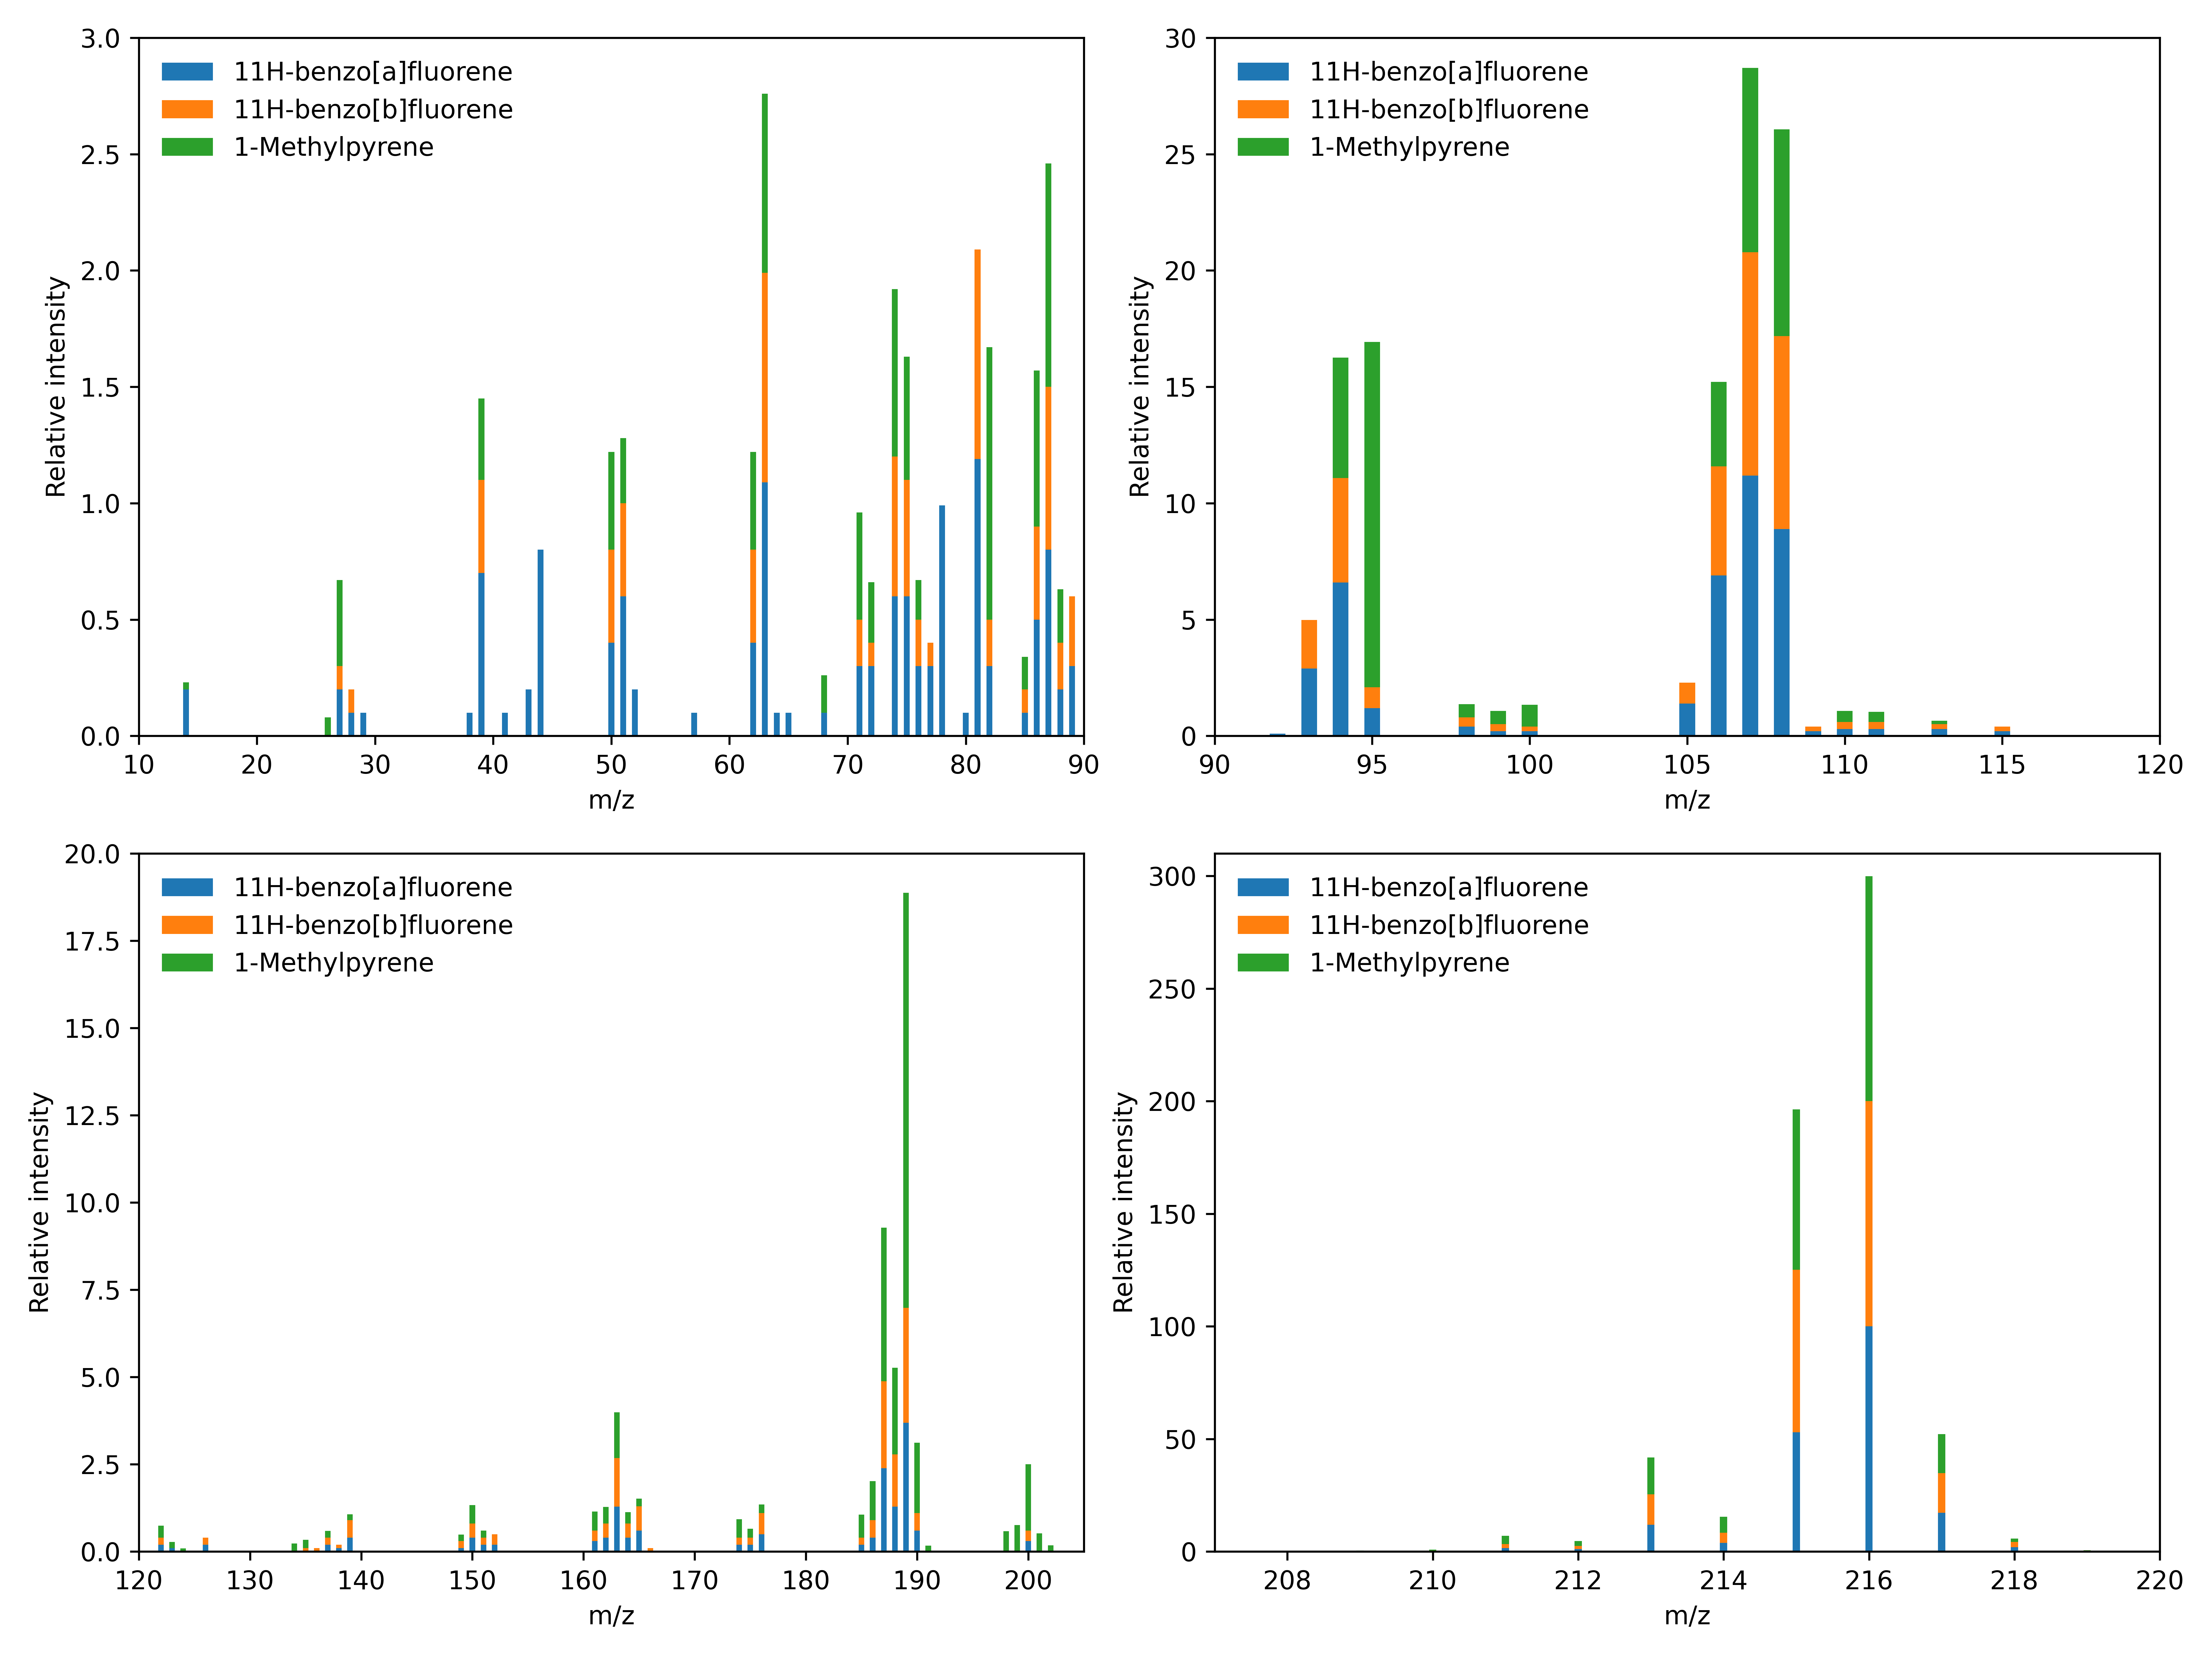 3.0
2.5
2.0
1.5
1.0
0.5
0.0
Relative intensity
11H-benzo[a]fluorene
11H-benzo[b]fluorene
1-Methylpyrene
10 20 30 40 50 60 70 80 90
m/z
30
25
20
15
10
5
0
Relative intensity
11H-benzo[a]fluorene
11H-benzo[b]fluorene
1-Methylpyrene
90 95 100 105 110 115 120
m/z
20.0
17.5
15.0
12.5
10.0
7.5
5.0
2.5
0.0
Relative intensity
11H-benzo[a]fluorene
11H-benzo[b]fluorene
1-Methylpyrene
120 130 140 150 160 170 180 190 200
m/z
300
250
200
150
100
50
0
Relative intensity
11H-benzo[a]fluorene
11H-benzo[b]fluorene
1-Methylpyrene
208 210 212 214 216 218 220
m/z